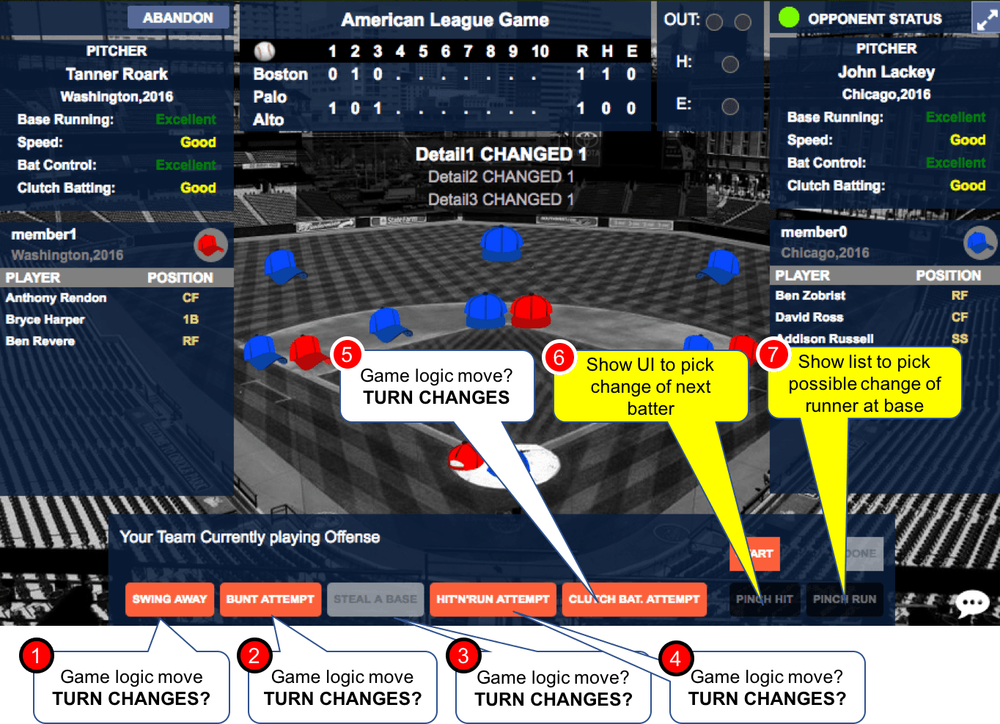 ABANDON
PITCHER
Tanner Roark
Washington,2016
Base Running: Excellent
Speed: Good
Bat Control: Excellent
Clutch Batting: Good
member1
Washington,2016
PLAYER POSITION
Anthony Rendon CF
Bryce Harper 1B
Ben Revere RF
American League Game
1 2 3 4 5 6 7 8 9 10 R H E
Boston 0 1 0 . . . . . . . 1 1 0
Palo
Alto 1 0 1 . . . . . . . 1 0 0
OUT:
H:
E:
Detail1 CHANGED 1
Detail2 CHANGED 1
Detail3 CHANGED 1
StateFarm
OPPONENT STATUS
PITCHER
John Lackey
Chicago,2016
Base Running: Excellent
Speed: Good
Bat Control: Excellent
Clutch Batting: Good
member0
Chicago,2016
PLAYER POSITION
Ben Zobrist RF
David Ross CF
Addison Russell SS
5
Game logic move?
TURN CHANGES
6
Show UI to pick
change of next
batter
7
Show list to pick
possible change of
runner at base
Your Team Currently playing Offense
ART
DONE
SWING AWAY
BUNT ATTEMPT
STEAL A BASE
HIT'N'RUN ATTEMPT
CLUTCH BAT. ATTEMPT
PINCH HIT
PINCH RUN
1
Game logic move
TURN CHANGES?
2
Game logic move
TURN CHANGES?
3
Game logic move?
TURN CHANGES?
4
Game logic move?
TURN CHANGES?